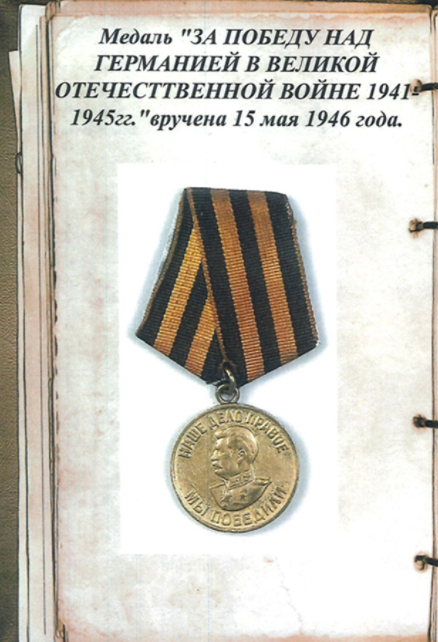 Медаль "ЗА ПОБЕДУ НАД
ГЕРМАНИЕЙ В ВЕЛИКОЙ
ОТЕЧЕСТТВЕННОЙ ВОЙНЕ 1941-
1945гг."вручена 15 мая 1946 года.
НАШЕ ДЕЛО ПРАВОЕ
МЫ ПОБЕДИЛИ